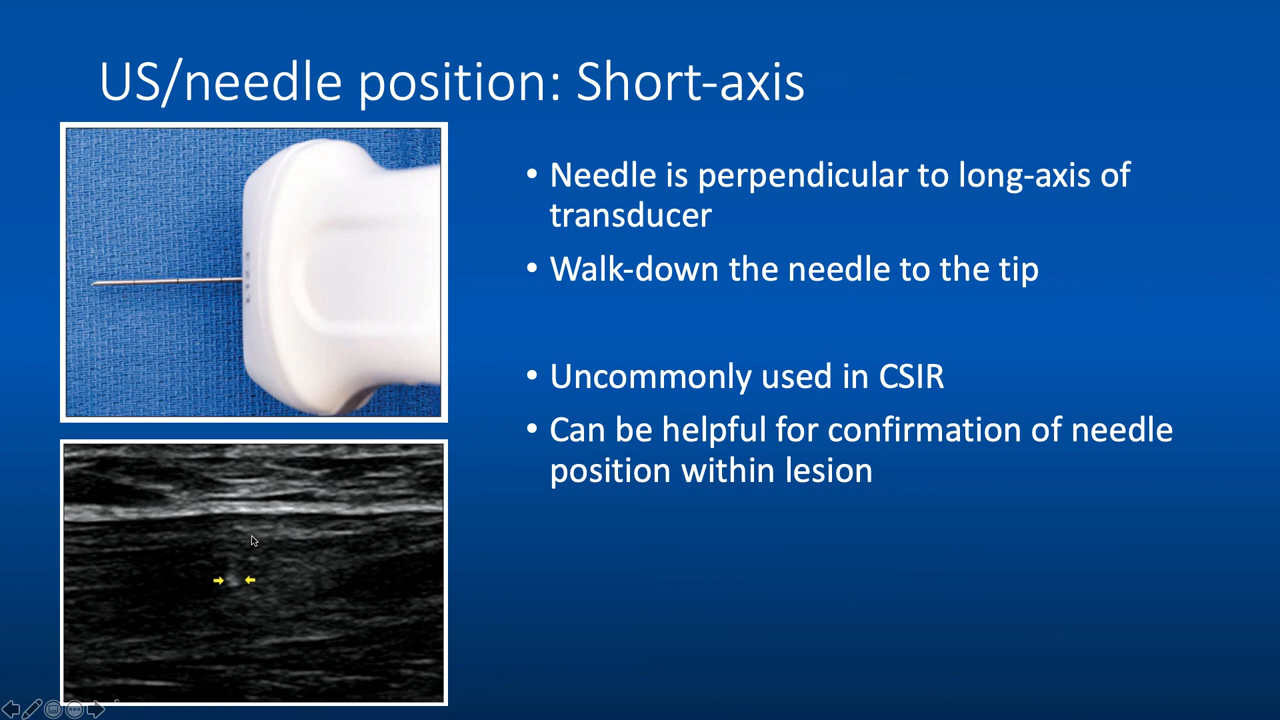 US/needle position: Short-axis
• Needle is perpendicular to long-axis of
transducer
• Walk-down the needle to the tip
• Uncommonly used in CSIR
• Can be helpful for confirmation of needle
position within lesion